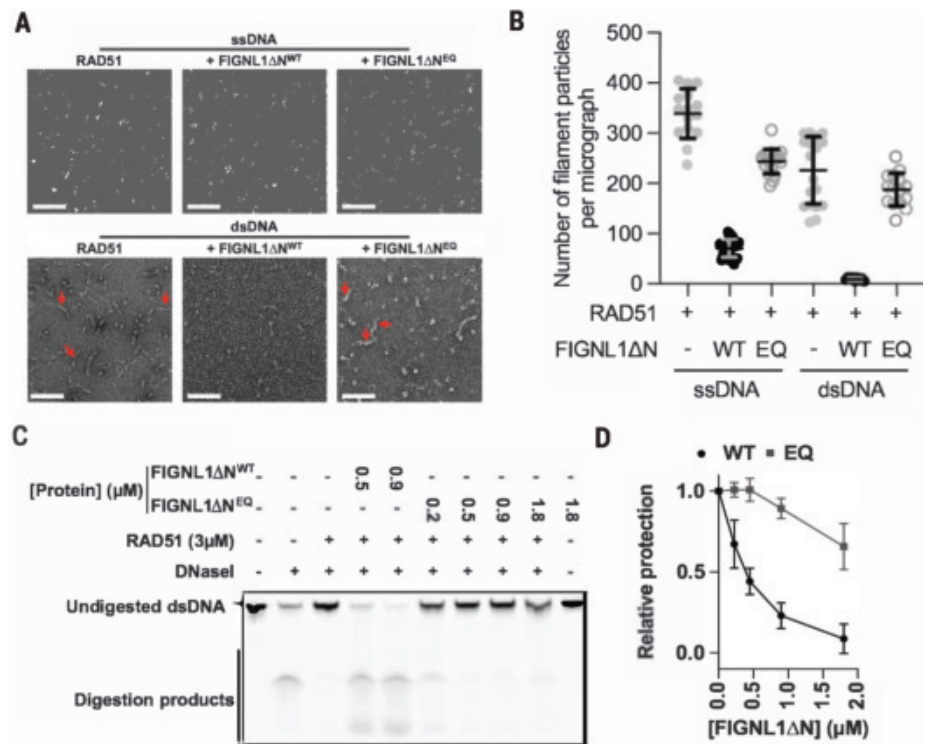 A
ssDNA
RAD51 + FIGNL1ΔN^WT + FIGNL1ΔN^EQ
dsDNA
RAD51 + FIGNL1ΔN^WT + FIGNL1ΔN^EQ
B
Number of filament particles
per micrograph
500
400
300
200
100
0
RAD51 + + + + + +
FIGNL1ΔN - WT EQ - WT EQ
ssDNA dsDNA
C
[Protein] (μM)
FIGNL1ΔN^WT - - - 0.5 0.9 - - - - -
FIGNL1ΔN^EQ - - - - - 0.2 0.5 0.9 1.8 1.8
RAD51 (3μM) - - + + + + + + + -
DNaseI - + + + + + + + + -
Undigested dsDNA
Digestion products
D
WT EQ
Relative protection
1.0
0.5
0.0
0.0 0.5 1.0 1.5 2.0
[FIGNL1ΔN] (μM)